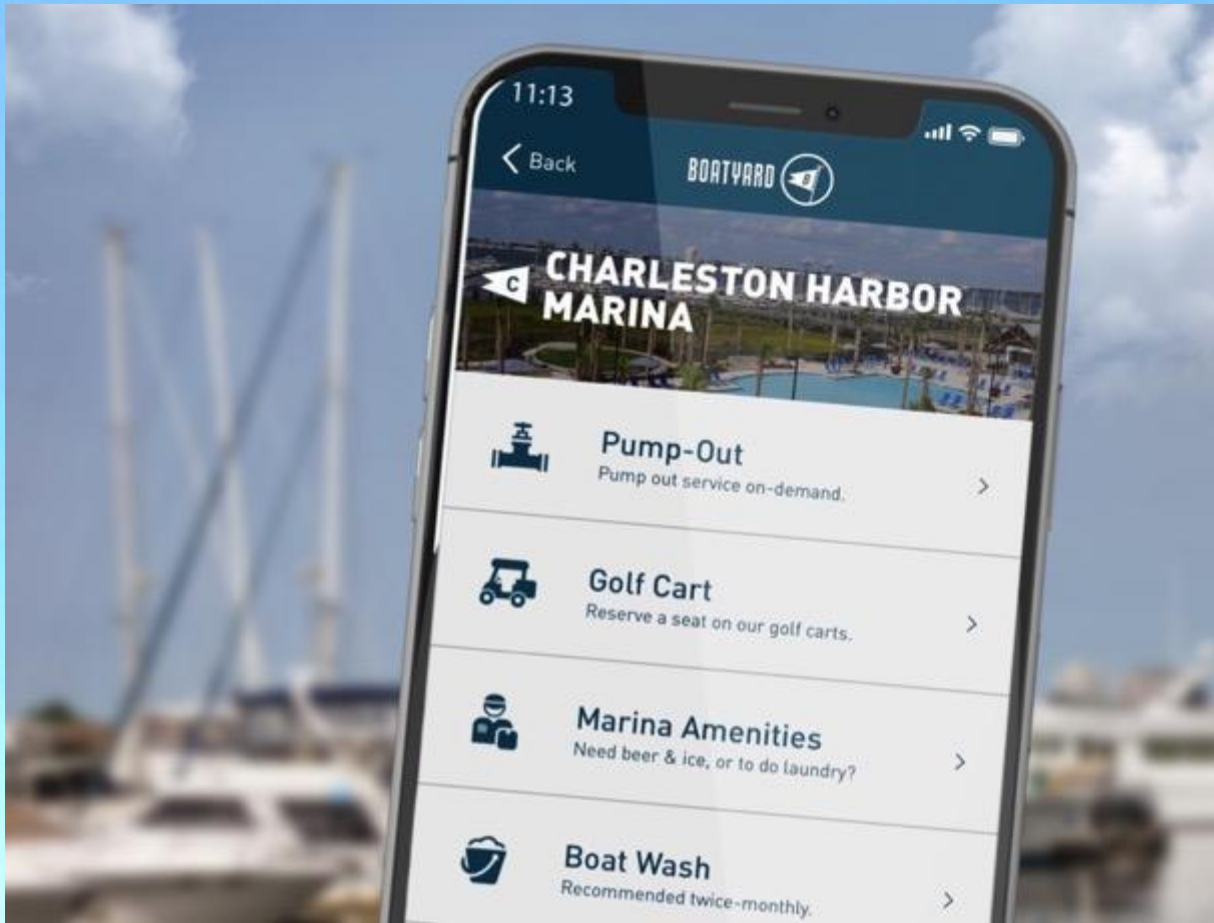 11:13
Back
BOATYARD B
C
CHARLESTON HARBOR
MARINA
Pump-Out
Pump out service on-demand.
Golf Cart
Reserve a seat on our golf carts.
Marina Amenities
Need beer & ice, or to do laundry?
Boat Wash
Recommended twice-monthly.